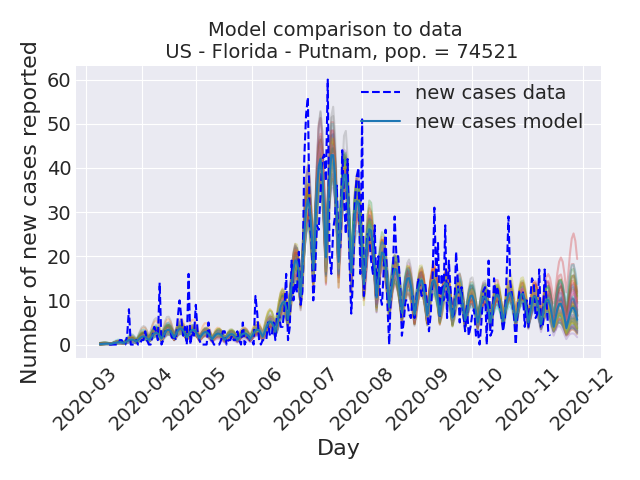 Model comparison to data
US - Florida - Putnam, pop. = 74521
Number of new cases reported
60
50
40
30
20
10
0
new cases data
new cases model
2020-03
2020-04
2020-05
2020-06
2020-07
2020-08
2020-09
2020-10
2020-11
2020-12
Day